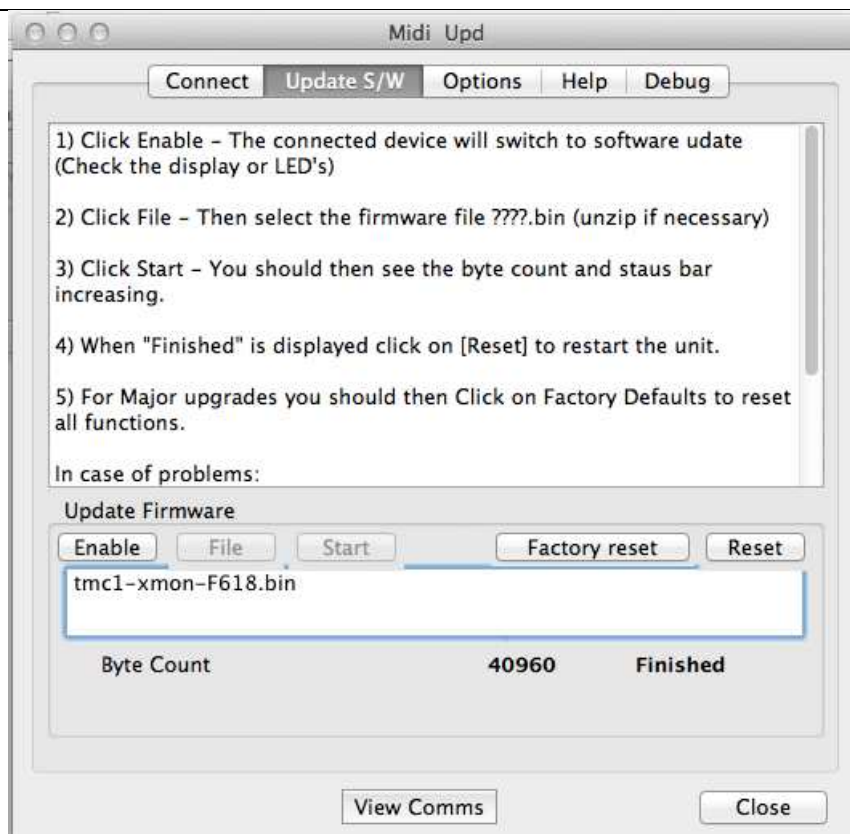 Midi Upd
Connect Update S/W Options Help Debug
1) Click Enable – The connected device will switch to software udate
(Check the display or LED's)
2) Click File – Then select the firmware file ????.bin (unzip if necessary)
3) Click Start – You should then see the byte count and staus bar
increasing.
4) When "Finished" is displayed click on [Reset] to restart the unit.
5) For Major upgrades you should then Click on Factory Defaults to reset
all functions.
In case of problems:
Update Firmware
Enable File Start Factory reset Reset
tmc1-xmon-F618.bin
Byte Count 40960 Finished
View Comms Close